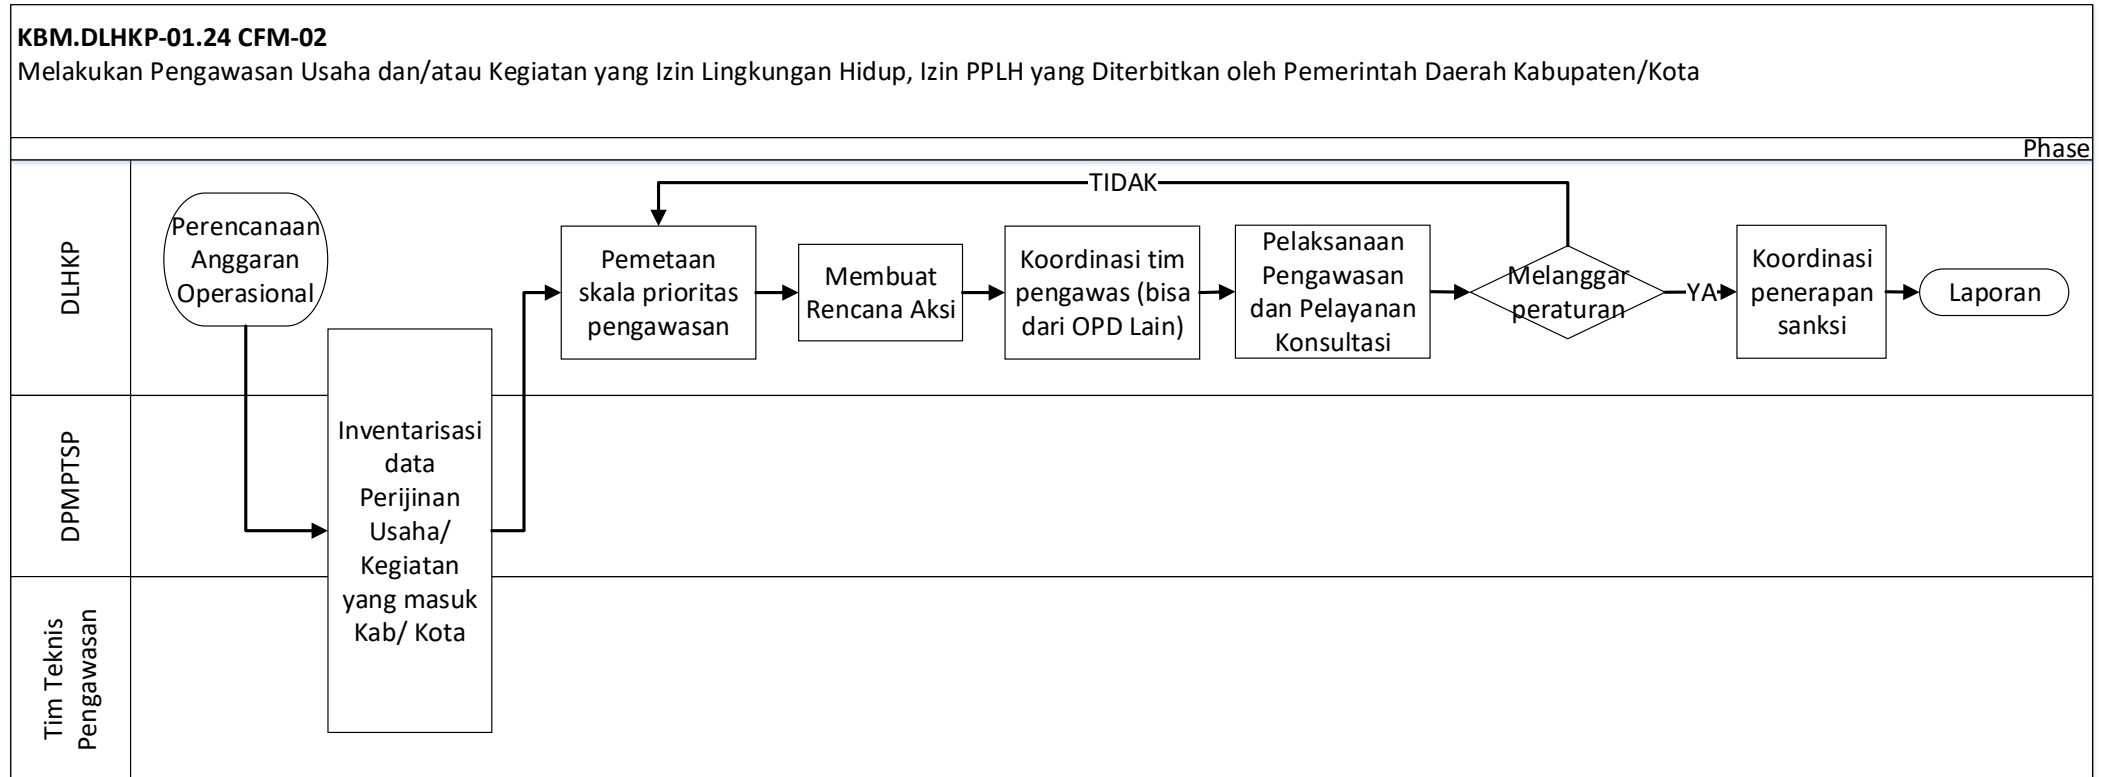 KBM.DLHKP-01.24 CFM-02
Melakukan Pengawasan Usaha dan/atau Kegiatan yang Izin Lingkungan Hidup, Izin PPLH yang Diterbitkan oleh Pemerintah Daerah Kabupaten/Kota
Phase
DLHKP
Perencanaan
Anggaran
Operasional
TIDAK
Pemetaan
skala prioritas
pengawasan
Membuat
Rencana Aksi
Koordinasi tim
pengawas (bisa
dari OPD Lain)
Pelaksanaan
Pengawasan
dan Pelayanan
Konsultasi
Melanggar
peraturan
YA
Koordinasi
penerapan
sanksi
Laporan
DPMPTSP
Inventarisasi
data
Perijinan
Usaha/
Kegiatan
yang masuk
Kab/ Kota
Tim Teknis
Pengawasan